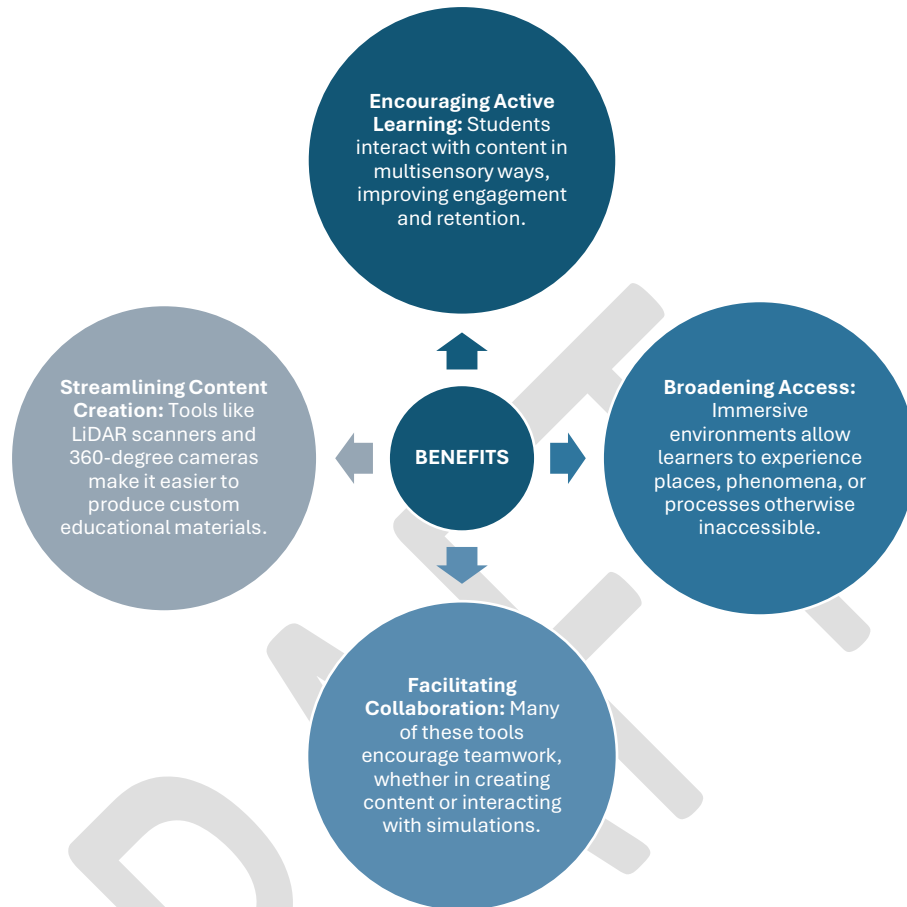 Encouraging Active
Learning: Students
interact with content in
multisensory ways,
improving engagement
and retention.
Streamlining Content
Creation: Tools like
LiDAR scanners and
360-degree cameras
make it easier to
produce custom
educational materials.
BENEFITS
Broadening Access:
Immersive
environments allow
learners to experience
places, phenomena, or
processes otherwise
inaccessible.
Facilitating
Collaboration: Many
of these tools
encourage teamwork,
whether in creating
content or interacting
with simulations.
DRAFT